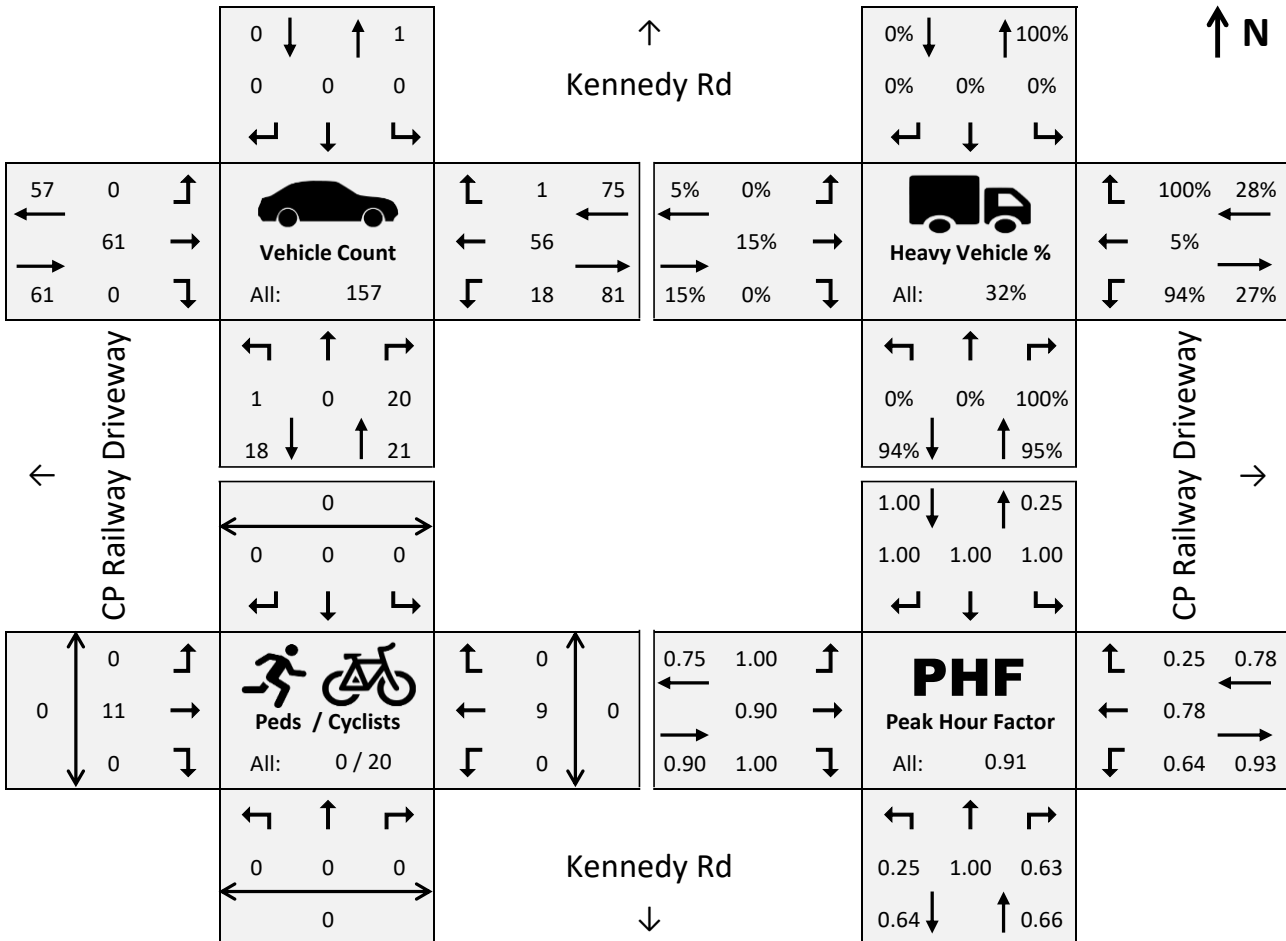 0 1 0% 100% N
Kennedy Rd
0 0 0 0% 0% 0%
57 0 1 75 5% 0% 100% 28%
61 56 15% 5%
Vehicle Count Heavy Vehicle %
61 0 All: 157 18 81 15% 0% All: 32% 94% 27%
CP Railway Driveway
CP Railway Driveway
1 0 20 0% 0% 100%
18 21 94% 95%
0 1.00 0.25
0 0 0 1.00 1.00 1.00
0 0 0.75 1.00 PHF 0.25 0.78
0 11 9 0 0.90 0.78
Peds / Cyclists Peak Hour Factor
0 All: 0 / 20 0 0.90 1.00 All: 0.91 0.64 0.93
0 0 0 Kennedy Rd 0.25 1.00 0.63
0 0.64 0.66